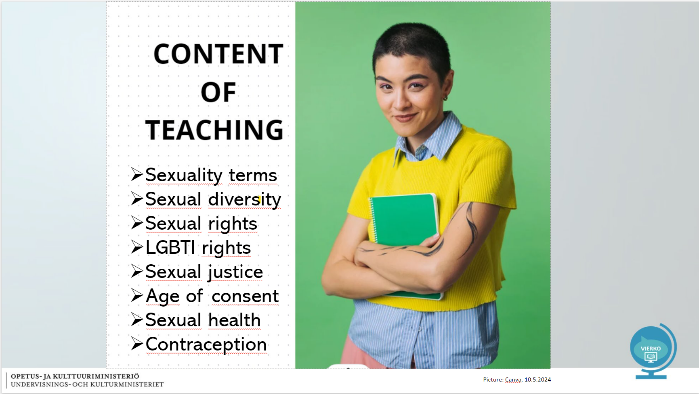 CONTENT
OF
TEACHING
➢Sexuality terms
➢Sexual diversity
➢Sexual rights
➢LGBTI rights
➢Sexual justice
➢Age of consent
➢Sexual health
➢Contraception
VIERKO
OPETUS- JA KULTTUURIMINISTERIÖ
UNDERVISNINGS- OCH KULTURMINISTERIET
Picture: Canva, 10.5.2024